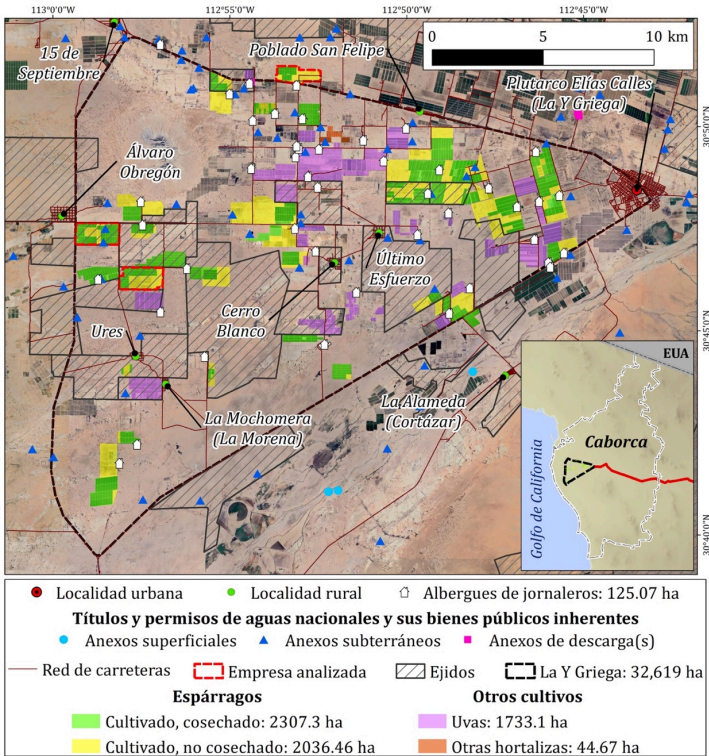 113°0'0"O
112°55'0"O
112°50'0"O
112°45'0"O
15 de
Septiembre
Poblado San Felipe
0 5 10 km
Plutarco Elías Calles
(La Y Griega)
30°50'0"N
Álvaro
Obregón
Último
Esfuerzo
Cerro
Blanco
Ures
30°45'0"N
La Mochomera
(La Morena)
La Alameda
(Cortázar)
EUA
Caborca
Golfo de California
30°40'0"N
Localidad urbana Localidad rural Albergues de jornaleros: 125.07 ha
Títulos y permisos de aguas nacionales y sus bienes públicos inherentes
Anexos superficiales Anexos subterráneos Anexos de descarga(s)
Red de carreteras Empresa analizada Ejidos La Y Griega: 32,619 ha
Espárragos Otros cultivos
Cultivado, cosechado: 2307.3 ha Uvas: 1733.1 ha
Cultivado, no cosechado: 2036.46 ha Otras hortalizas: 44.67 ha